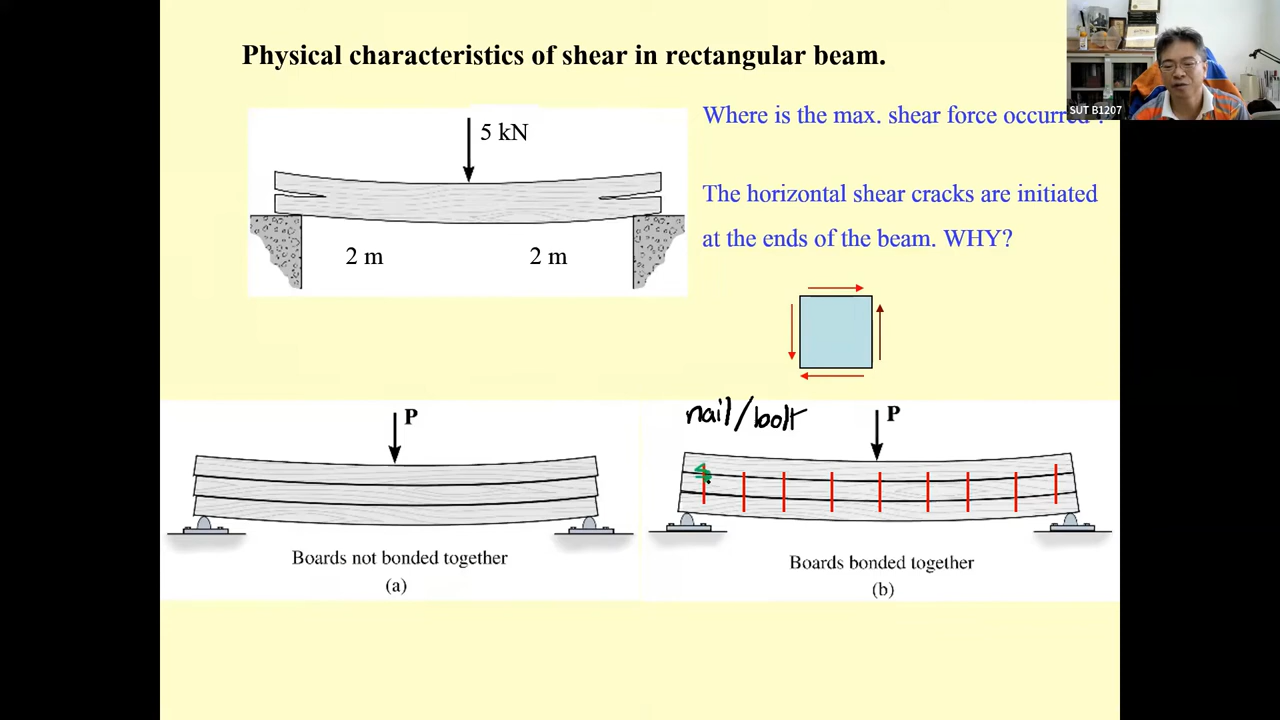 Physical characteristics of shear in rectangular beam.
SUT B1207
5 kN
2 m
2 m
Where is the max. shear force occurred ?
The horizontal shear cracks are initiated
at the ends of the beam. WHY?
nail/bolt
P
P
Boards not bonded together
(a)
Boards bonded together
(b)